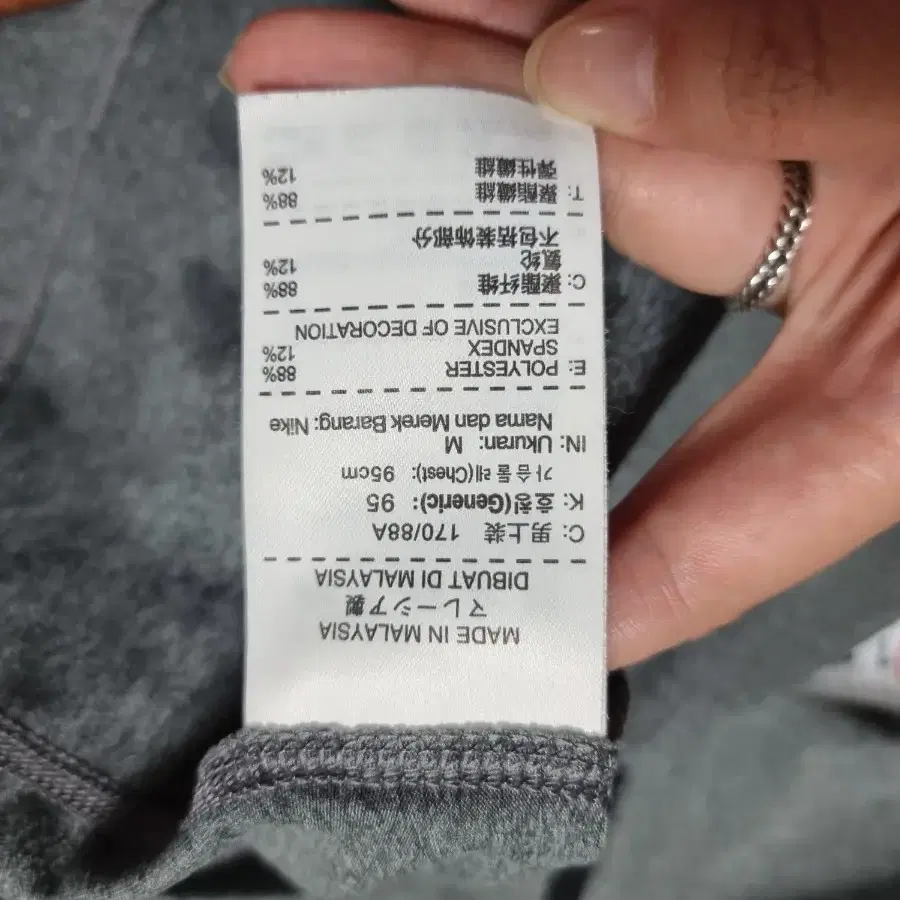 MADE IN MALAYSIA
マレーシア製
DIBUAT DI MALAYSIA
C: 男上装 170/88A
K: 호칭(Generic): 95
가슴둘레(Chest): 95cm
IN: Ukuran: M
Nama dan Merek Barang: Nike
E: POLYESTER 88%
SPANDEX 12%
EXCLUSIVE OF DECORATION
C: 聚酯纤维 88%
氨纶 12%
不包括装饰部分
T: 聚酯纖維 88%
彈性纖維 12%